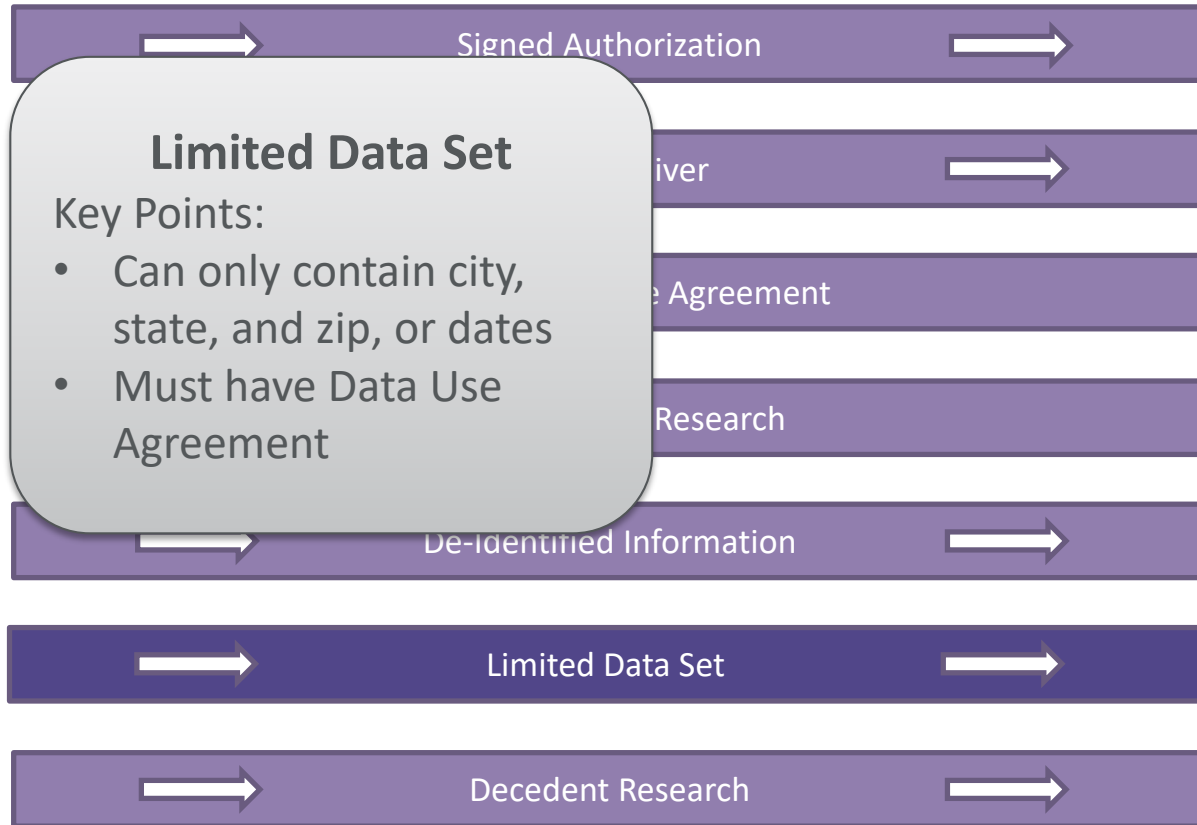 Signed Authorization
Limited Data Set
Key Points:
• Can only contain city,
state, and zip, or dates
• Must have Data Use
Agreement
iver
Agreement
Research
De-Identified Information
Limited Data Set
Decedent Research